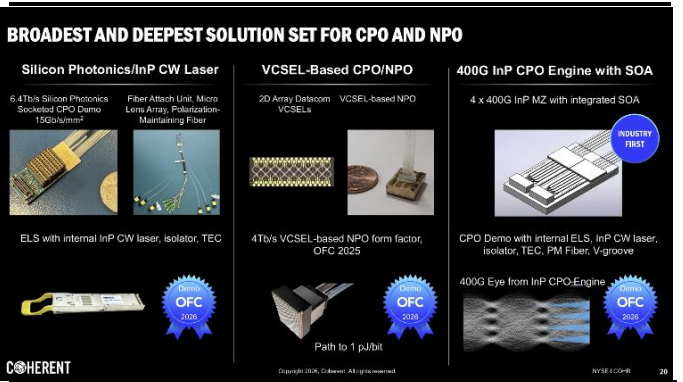 BROADEST AND DEEPEST SOLUTION SET FOR CPO AND NPO
Silicon Photonics/InP CW Laser
6.4Tb/s Silicon Photonics
Socketed CPO Demo
15Gb/s/mm²
Fiber Attach Unit, Micro
Lens Array, Polarization-
Maintaining Fiber
ELS with internal InP CW laser, isolator, TEC
Demo
OFC
2026
VCSEL-Based CPO/NPO
2D Array Datacom
VCSELs
VCSEL-based NPO
4Tb/s VCSEL-based NPO form factor,
OFC 2025
Demo
OFC
2026
Path to 1 pJ/bit
400G InP CPO Engine with SOA
4 x 400G InP MZ with integrated SOA
INDUSTRY
FIRST
CPO Demo with internal ELS, InP CW laser,
isolator, TEC, PM Fiber, V-groove
400G Eye from InP CPO Engine
Demo
OFC
2026
COHERENT
Copyright 2026, Coherent. All rights reserved.
NYSE I COHR
20